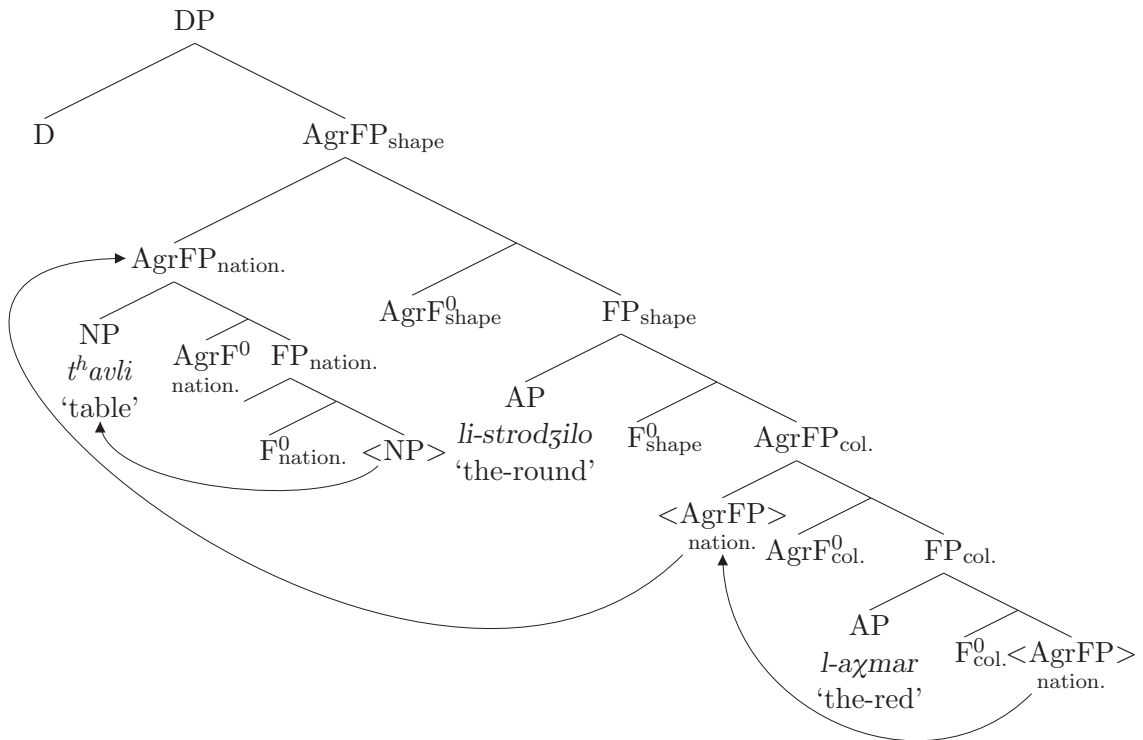 DP
D AgrFP_shape
AgrFP_nation.
AgrF⁰_shape FP_shape
NP AgrF⁰ FP_nation.
tʰavli nation.
‘table’ AP
F⁰_nation. <NP> li-strodʒilo F⁰_shape AgrFP_col.
‘the-round’
<AgrFP>
nation. AgrF⁰_col. FP_col.
AP F⁰_col. <AgrFP>
l-aχmar nation.
‘the-red’